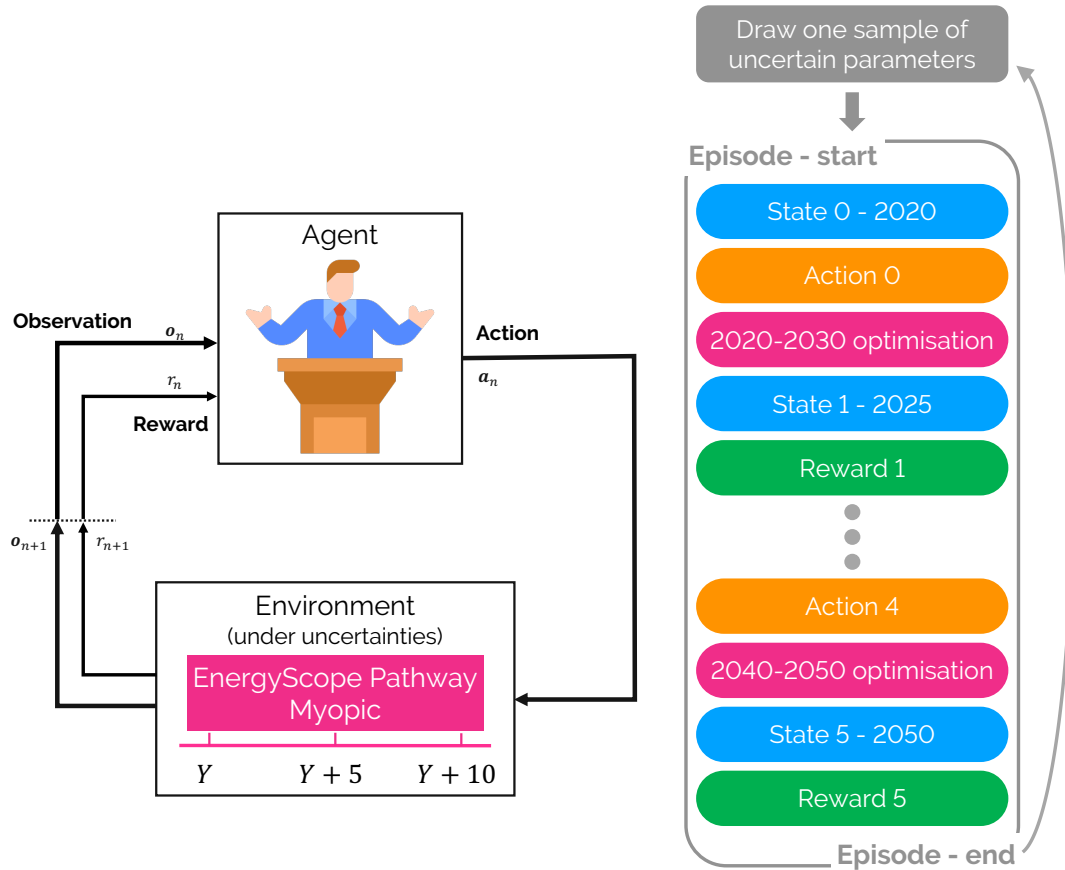 Agent
Observation
o_n
r_n
Reward
Action
a_n
o_{n+1}
r_{n+1}
Environment
(under uncertainties)
EnergyScope Pathway
Myopic
Y
Y + 5
Y + 10
Draw one sample of
uncertain parameters
Episode - start
State 0 - 2020
Action 0
2020-2030 optimisation
State 1 - 2025
Reward 1
Action 4
2040-2050 optimisation
State 5 - 2050
Reward 5
Episode - end